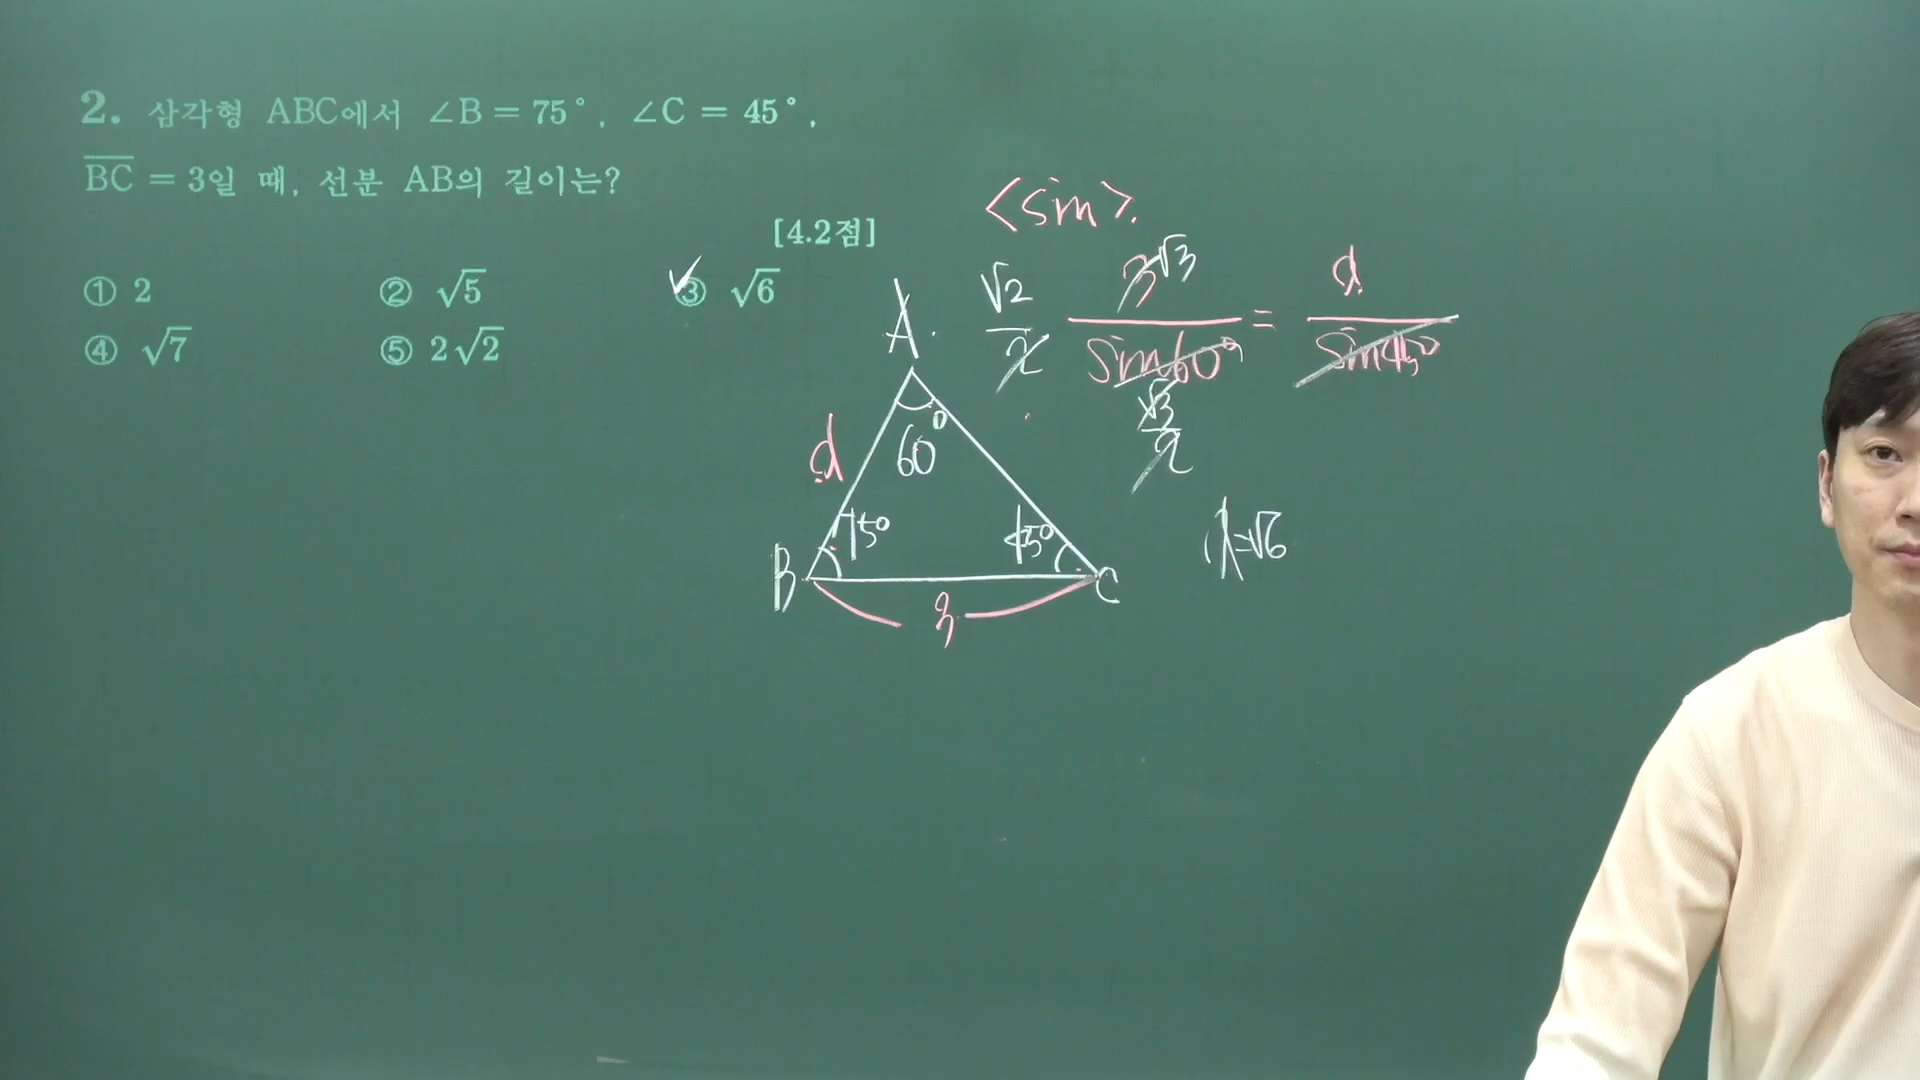 2. 삼각형 ABC에서 ∠B = 75°, ∠C = 45°,
BC = 3일 때, 선분 AB의 길이는?
[4.2점]
① 2 ② √5 ③ √6
④ √7 ⑤ 2√2
<sin>.
√2/2 3√3/sin60° = d/sin45°
√3/2
A
d 60°
75° 45°
B C
3
d=√6